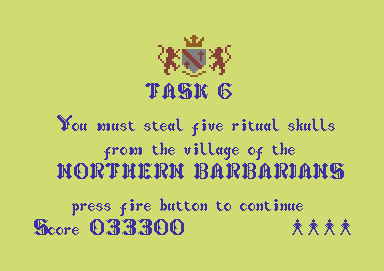 TASK 6
You must steal five ritual skulls
from the village of the
NORTHERN BARBARIANS
press fire button to continue
Score 033300